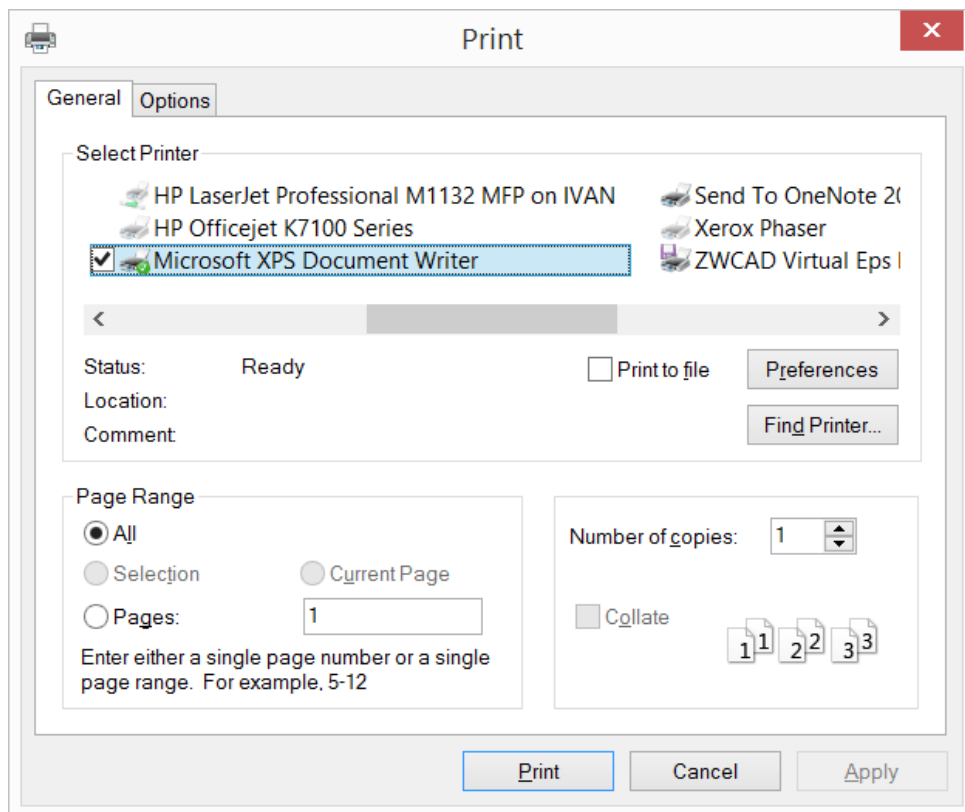 Print
General Options
Select Printer
HP LaserJet Professional M1132 MFP on IVAN Send To OneNote 20
HP Officejet K7100 Series Xerox Phaser
Microsoft XPS Document Writer ZWCAD Virtual Eps
Status: Ready Print to file Preferences
Location:
Comment: Find Printer...
Page Range
All Number of copies: 1
Selection Current Page
Pages: 1 Collate
1 1 2 2 3 3
Enter either a single page number or a single
page range. For example, 5-12
Print Cancel Apply